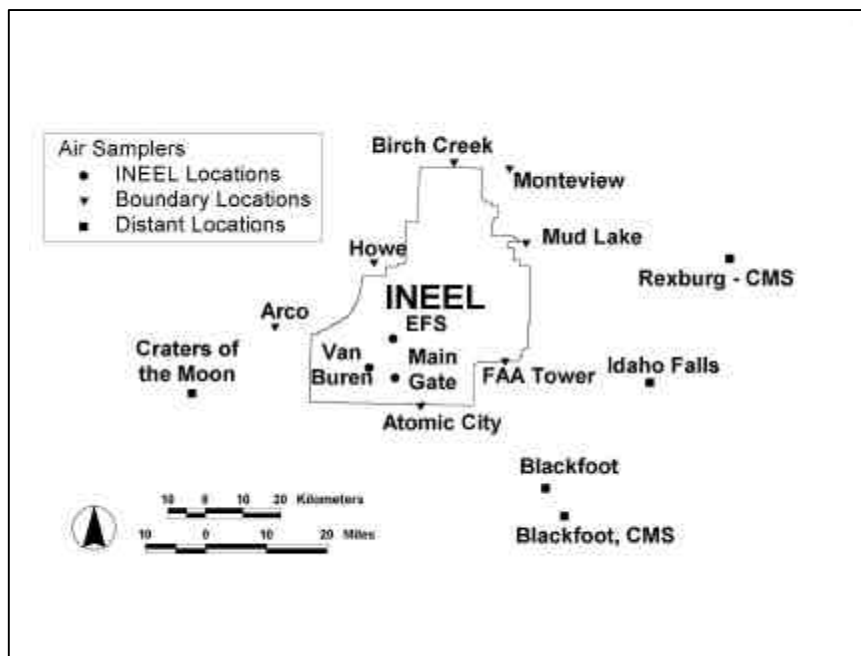 Air Samplers
INEEL Locations
Boundary Locations
Distant Locations
Birch Creek
Monteview
Mud Lake
Howe
Rexburg - CMS
INEEL
Arco
EFS
Craters of
the Moon
Van
Buren
Main
Gate
FAA Tower
Idaho Falls
Atomic City
Blackfoot
Blackfoot, CMS
10 0 10 20 Kilometers
10 0 10 20 Miles